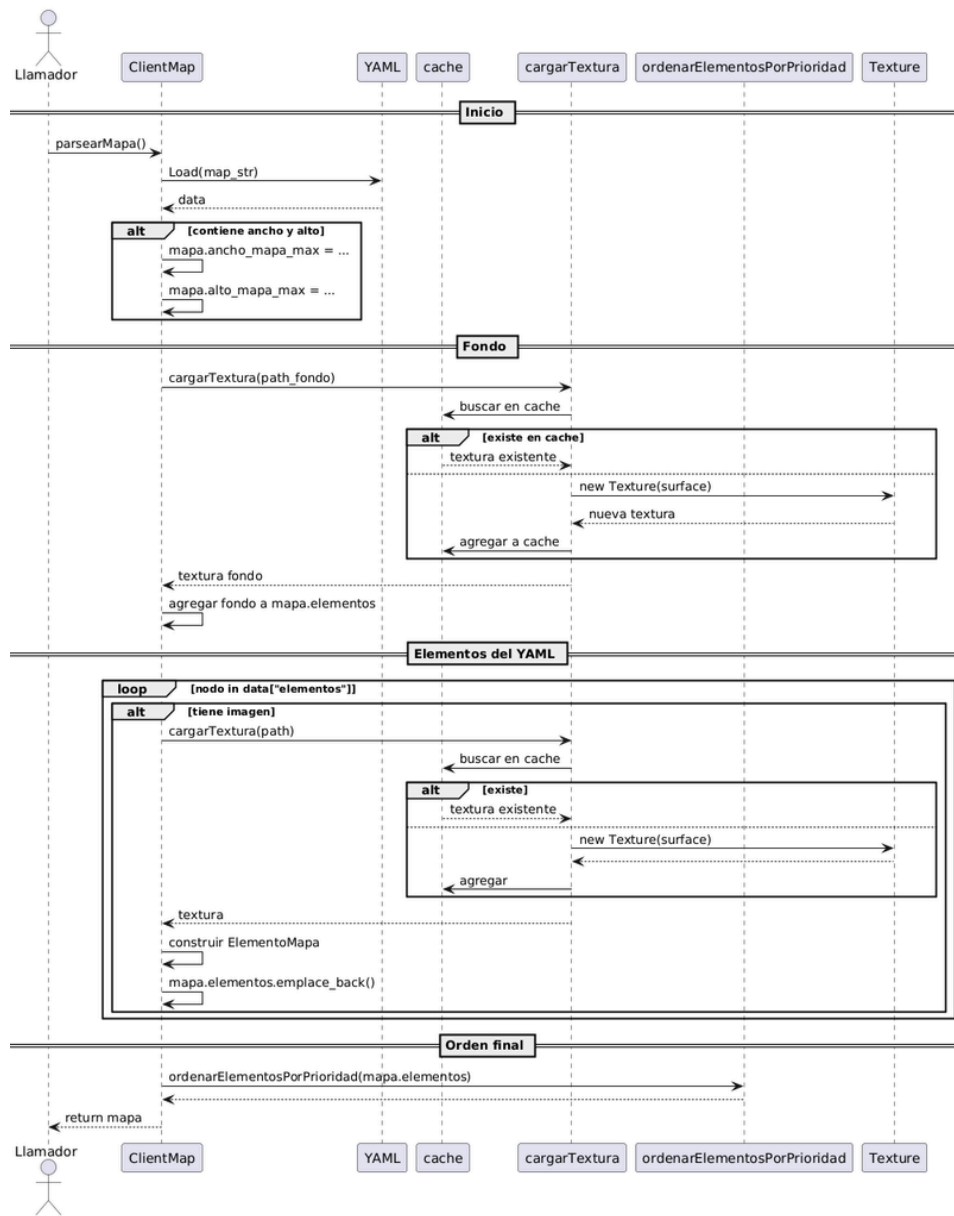 Llamador
ClientMap
YAML
cache
cargarTextura
ordenarElementosPorPrioridad
Texture
Inicio
parsearMapa()
Load(map_str)
data
alt [contiene ancho y alto]
mapa.ancho_mapa_max = ...
mapa.alto_mapa_max = ...
Fondo
cargarTextura(path_fondo)
buscar en cache
alt [existe en cache]
textura existente
new Texture(surface)
nueva textura
agregar a cache
textura fondo
agregar fondo a mapa.elementos
Elementos del YAML
loop [nodo in data["elementos"]]
alt [tiene imagen]
cargarTextura(path)
buscar en cache
alt [existe]
textura existente
new Texture(surface)
agregar
textura
construir ElementoMapa
mapa.elementos.emplace_back()
Orden final
ordenarElementosPorPrioridad(mapa.elementos)
return mapa
Llamador
ClientMap
YAML
cache
cargarTextura
ordenarElementosPorPrioridad
Texture